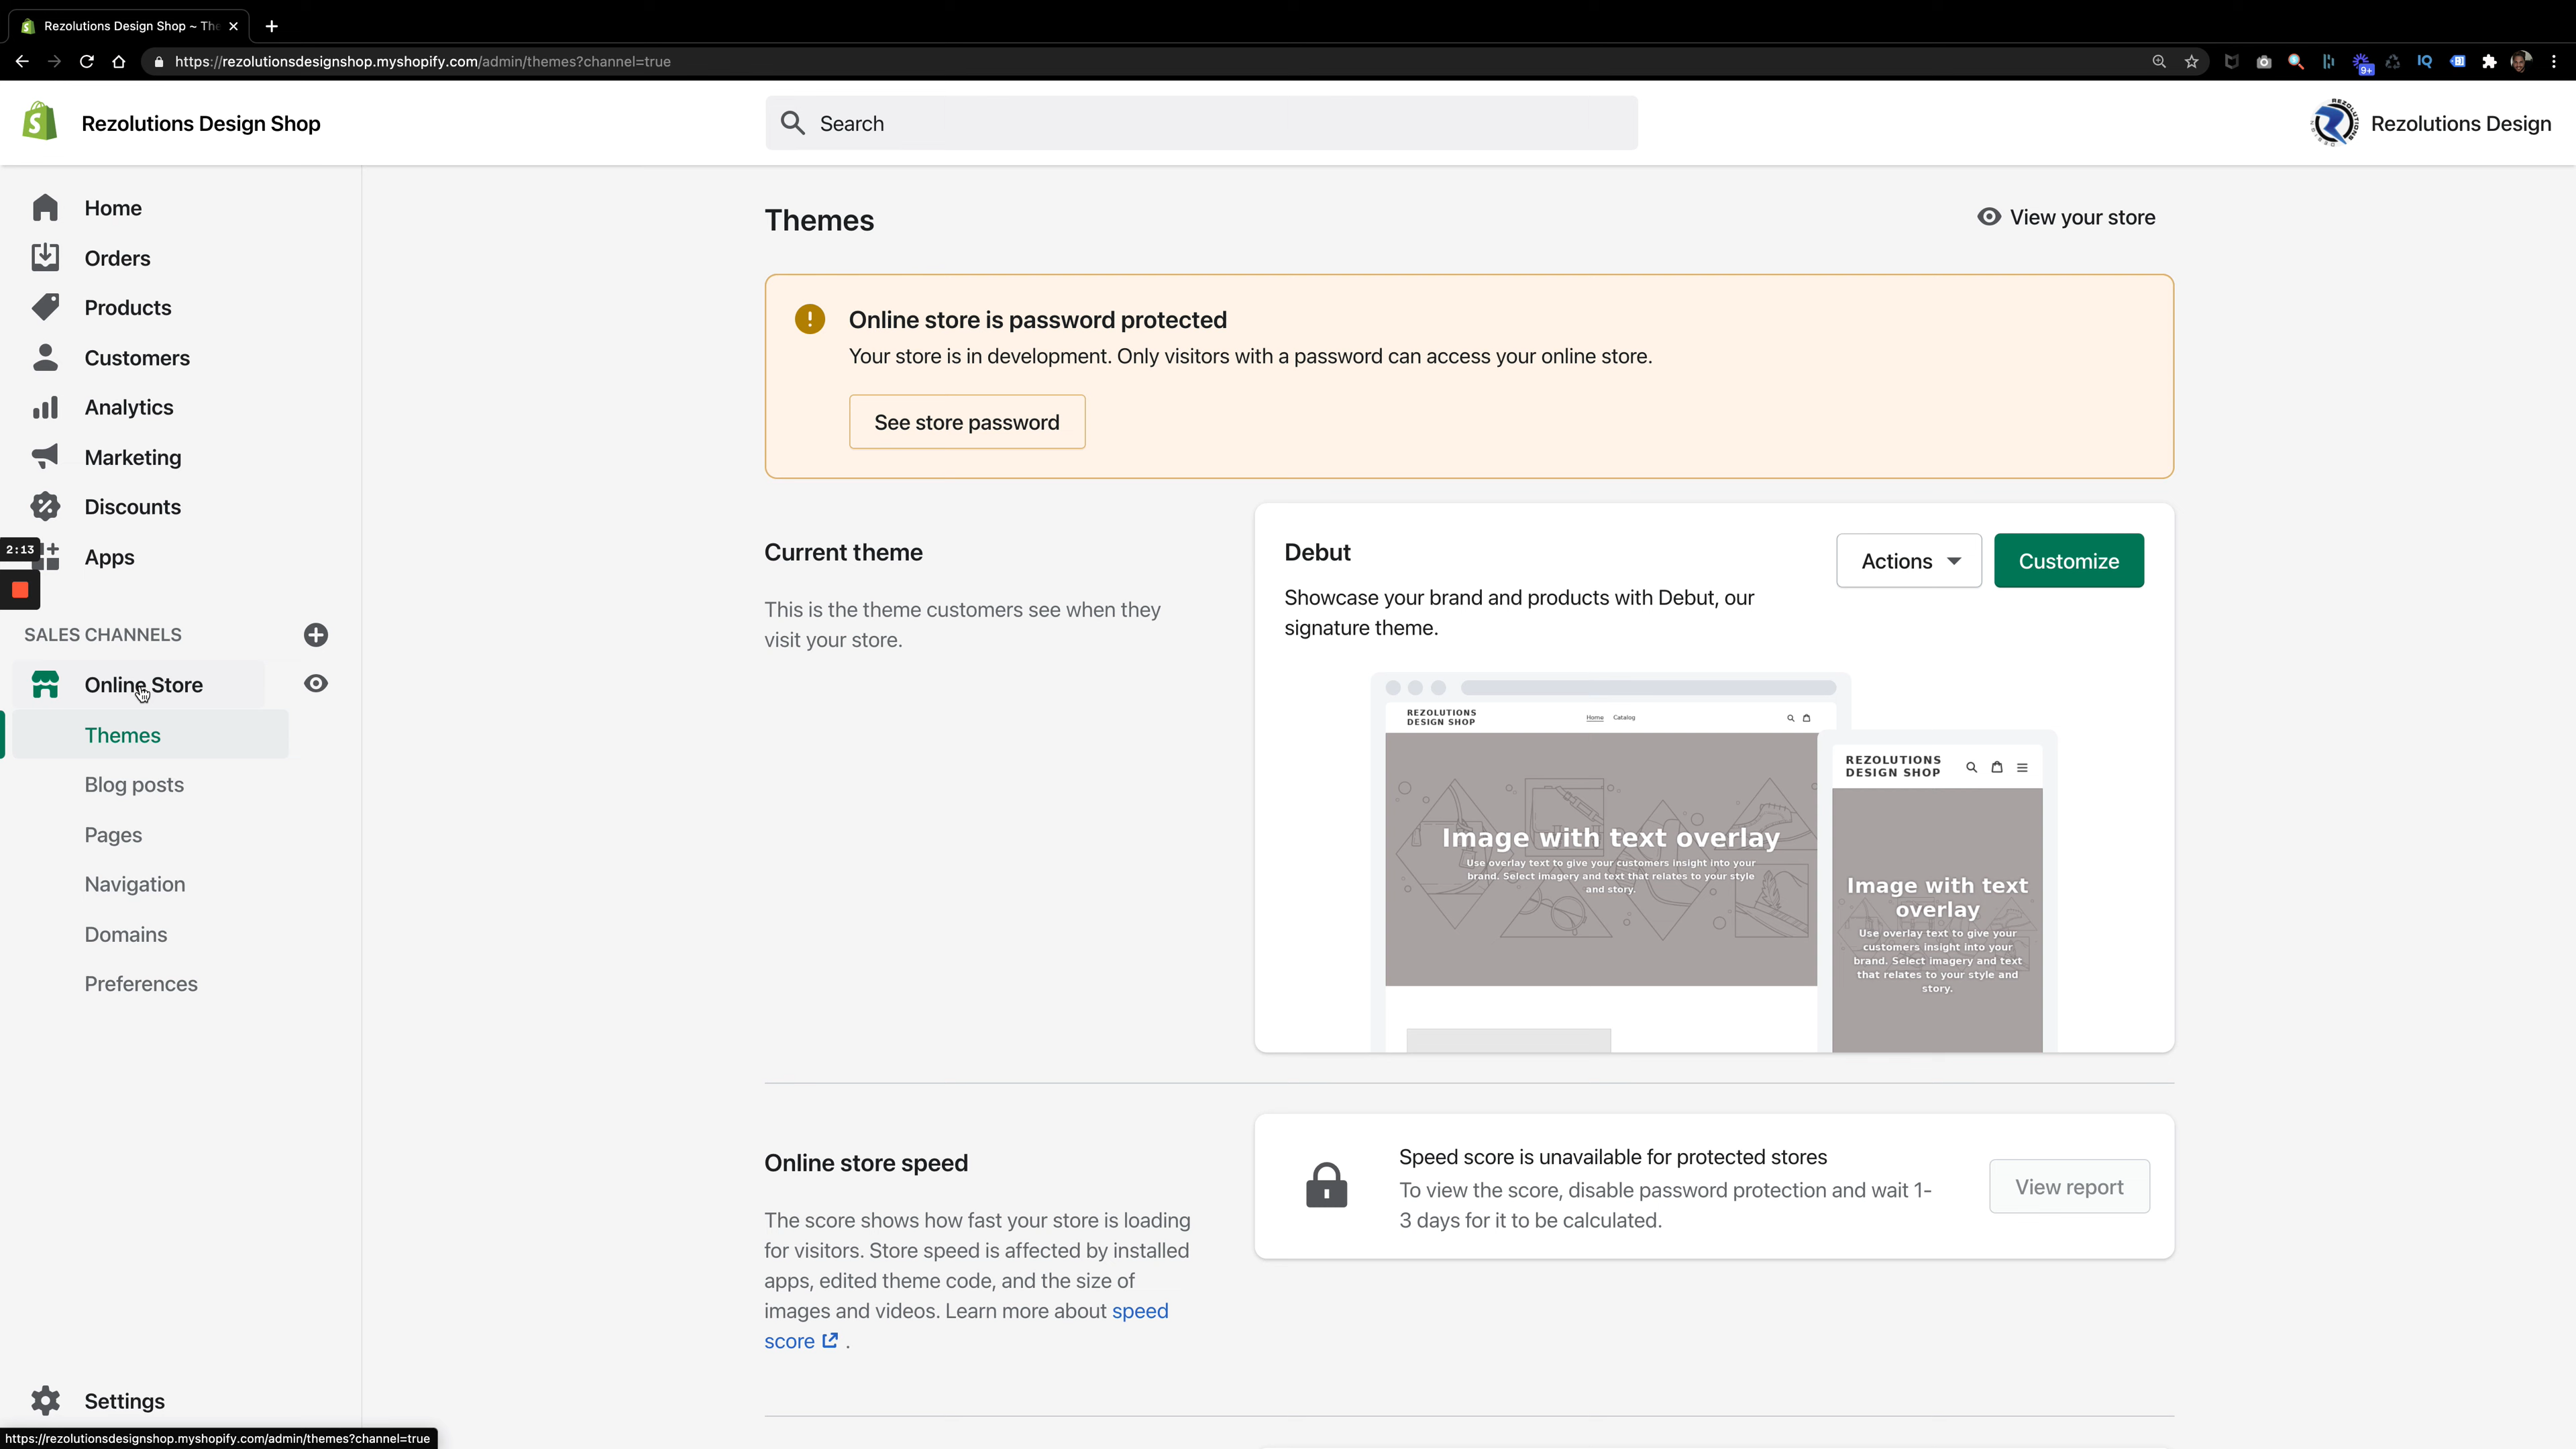 Rezolutions Design Shop ~ The
https://rezolutionsdesignshop.myshopify.com/admin/themes?channel=true
9+
IQ
Rezolutions Design Shop
Search
Rezolutions Design
Home
Orders
Products
Customers
Analytics
Marketing
Discounts
2:13
Apps
SALES CHANNELS
Online Store
Themes
Blog posts
Pages
Navigation
Domains
Preferences
Settings
https://rezolutionsdesignshop.myshopify.com/admin/themes?channel=true
Themes
View your store
Online store is password protected
Your store is in development. Only visitors with a password can access your online store.
See store password
Current theme
This is the theme customers see when they
visit your store.
Debut
Actions
Customize
Showcase your brand and products with Debut, our
signature theme.
REZOLUTIONS
DESIGN SHOP
Home
Catalog
Image with text overlay
Use overlay text to give your customers insight into your
brand. Select imagery and text that relates to your style
and story.
REZOLUTIONS
DESIGN SHOP
Image with text
overlay
Use overlay text to give your
customers insight into your
brand. Select imagery and text
that relates to your style and
story.
Online store speed
The score shows how fast your store is loading
for visitors. Store speed is affected by installed
apps, edited theme code, and the size of
images and videos. Learn more about speed
score .
Speed score is unavailable for protected stores
To view the score, disable password protection and wait 1-
3 days for it to be calculated.
View report